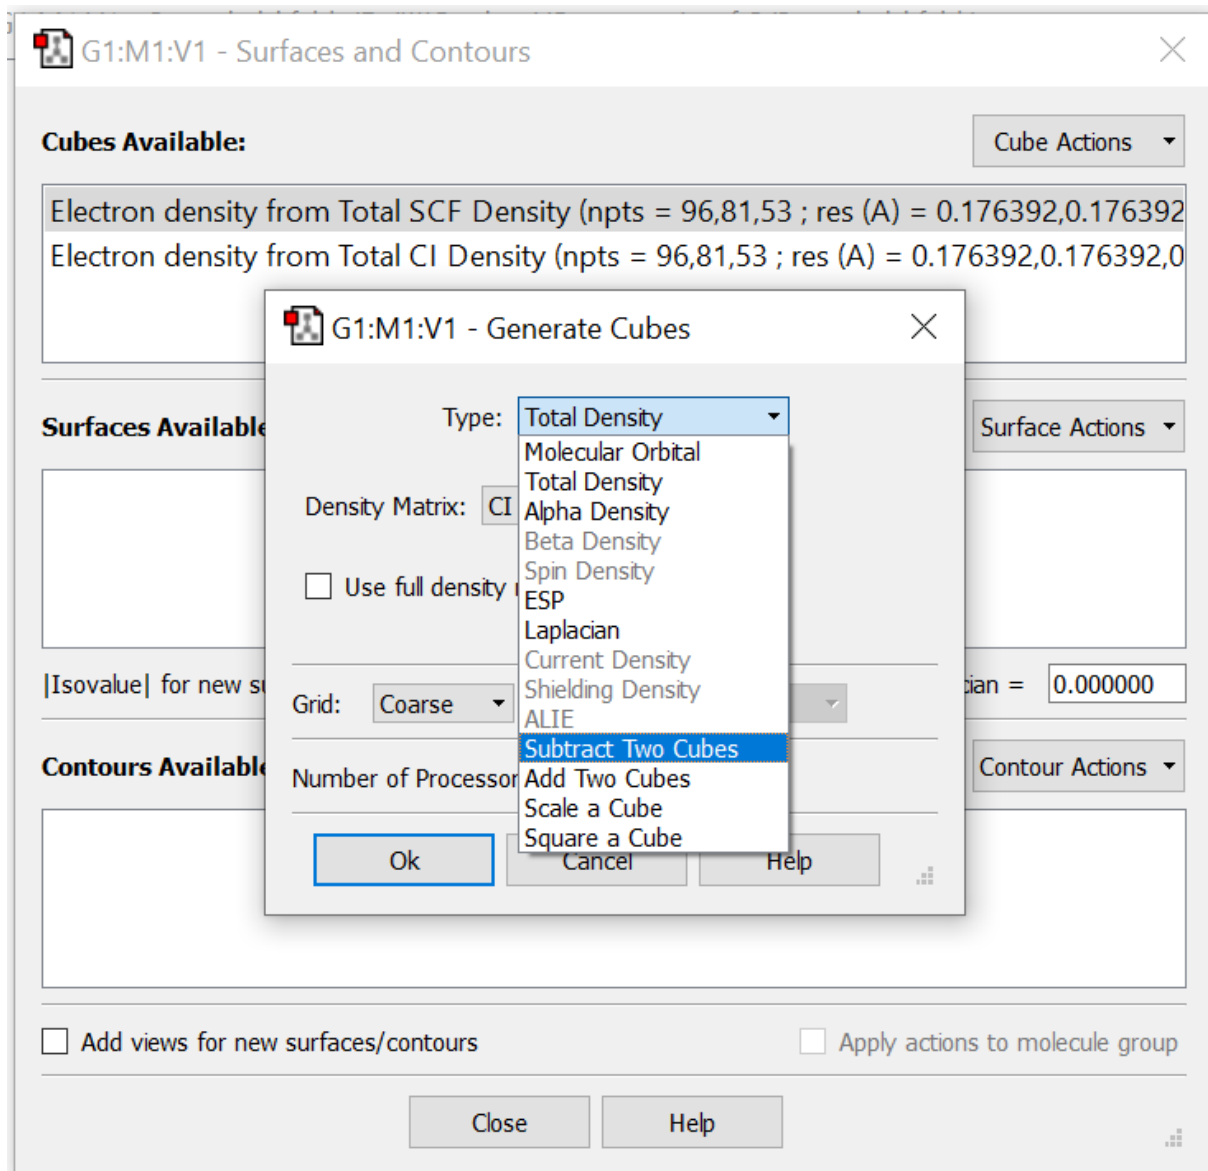 G1:M1:V1 - Surfaces and Contours
Cubes Available:
Cube Actions
Electron density from Total SCF Density (npts = 96,81,53 ; res (A) = 0.176392,0.176392
Electron density from Total CI Density (npts = 96,81,53 ; res (A) = 0.176392,0.176392,0
G1:M1:V1 - Generate Cubes
Type:
Total Density
Surfaces Available
Surface Actions
Molecular Orbital
Total Density
Density Matrix:
CI
Alpha Density
Beta Density
Spin Density
Use full density
ESP
Laplacian
Current Density
|Isovalue| for new
=
0.000000
Shielding Density
Grid:
Coarse
ALIE
Subtract Two Cubes
Contours Available
Contour Actions
Number of Processor
Add Two Cubes
Scale a Cube
Square a Cube
Ok
Cancel
Help
Add views for new surfaces/contours
Apply actions to molecule group
Close
Help